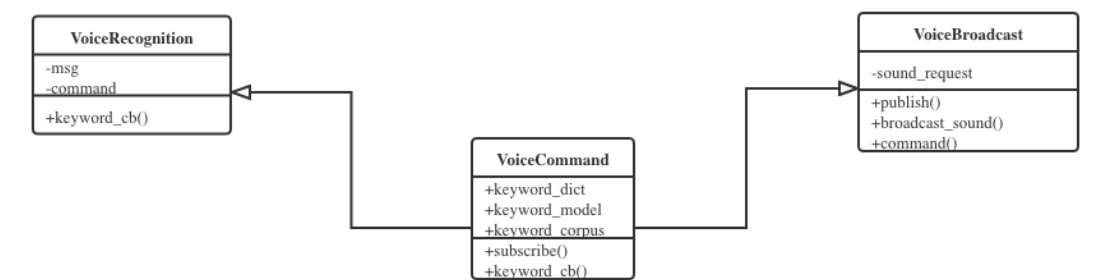 VoiceRecognition
-msg
-command
+keyword_cb()
VoiceCommand
+keyword_dict
+keyword_model
+keyword_corpus
+subscribe()
+keyword_cb()
VoiceBroadcast
-sound_request
+publish()
+broadcast_sound()
+command()